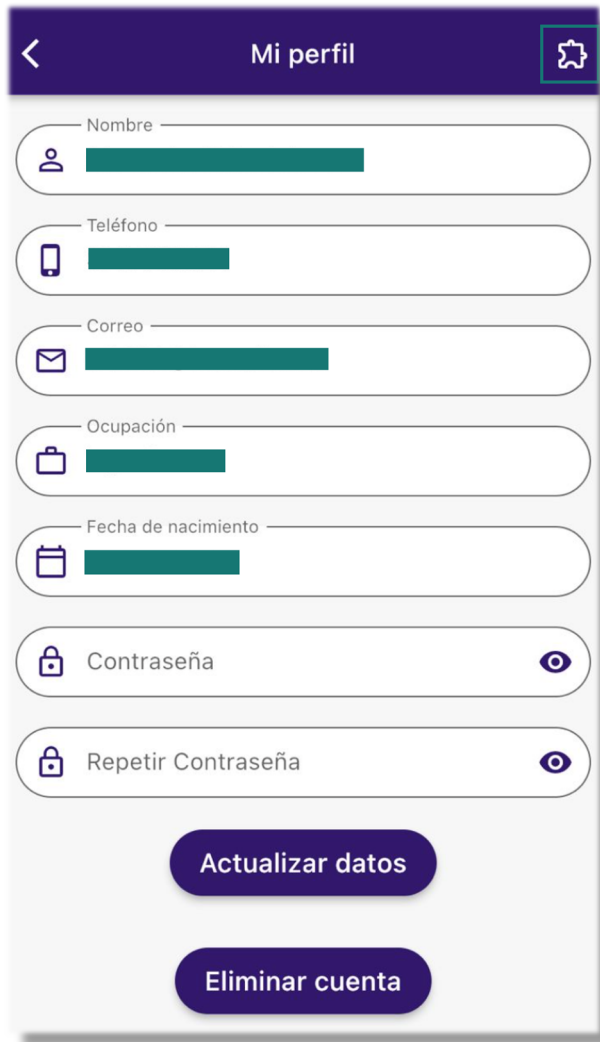 Mi perfil
Nombre
Teléfono
Correo
Ocupación
Fecha de nacimiento
Contraseña
Repetir Contraseña
Actualizar datos
Eliminar cuenta